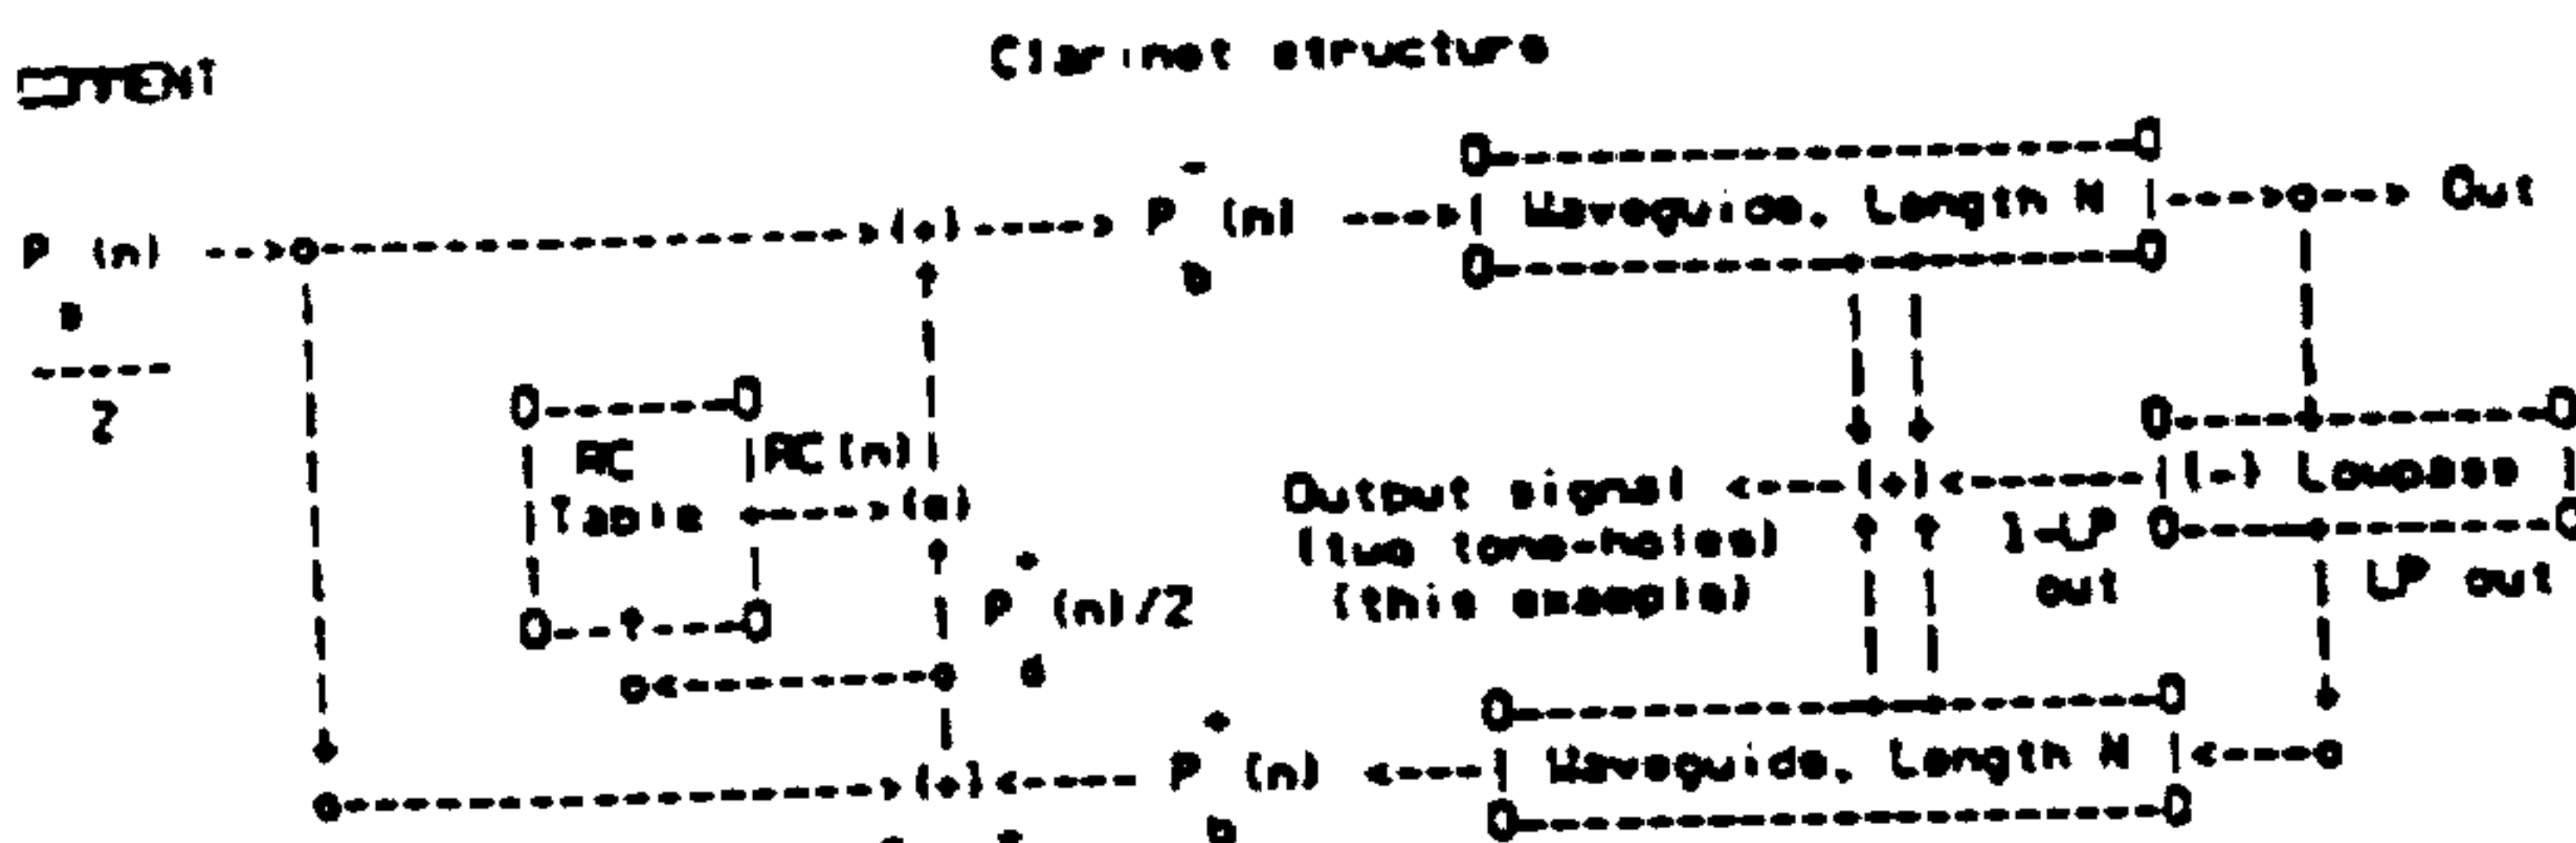 Clarinet structure
COMMENT
P (n) -->o------------------>(+)----> P (n) ---->| Waveguide, Length N |---->o--> Out
b
-----
2
RC |RC(n)|
|Table ----->(*)
Output signal <---(+)<------|(-) Lowpass |
(two tone-holes) 1-LP
(this example) out LP out
P (n)/2
d
o------------------>(+)<---- P (n) <---| Waveguide, Length N |<----o
b